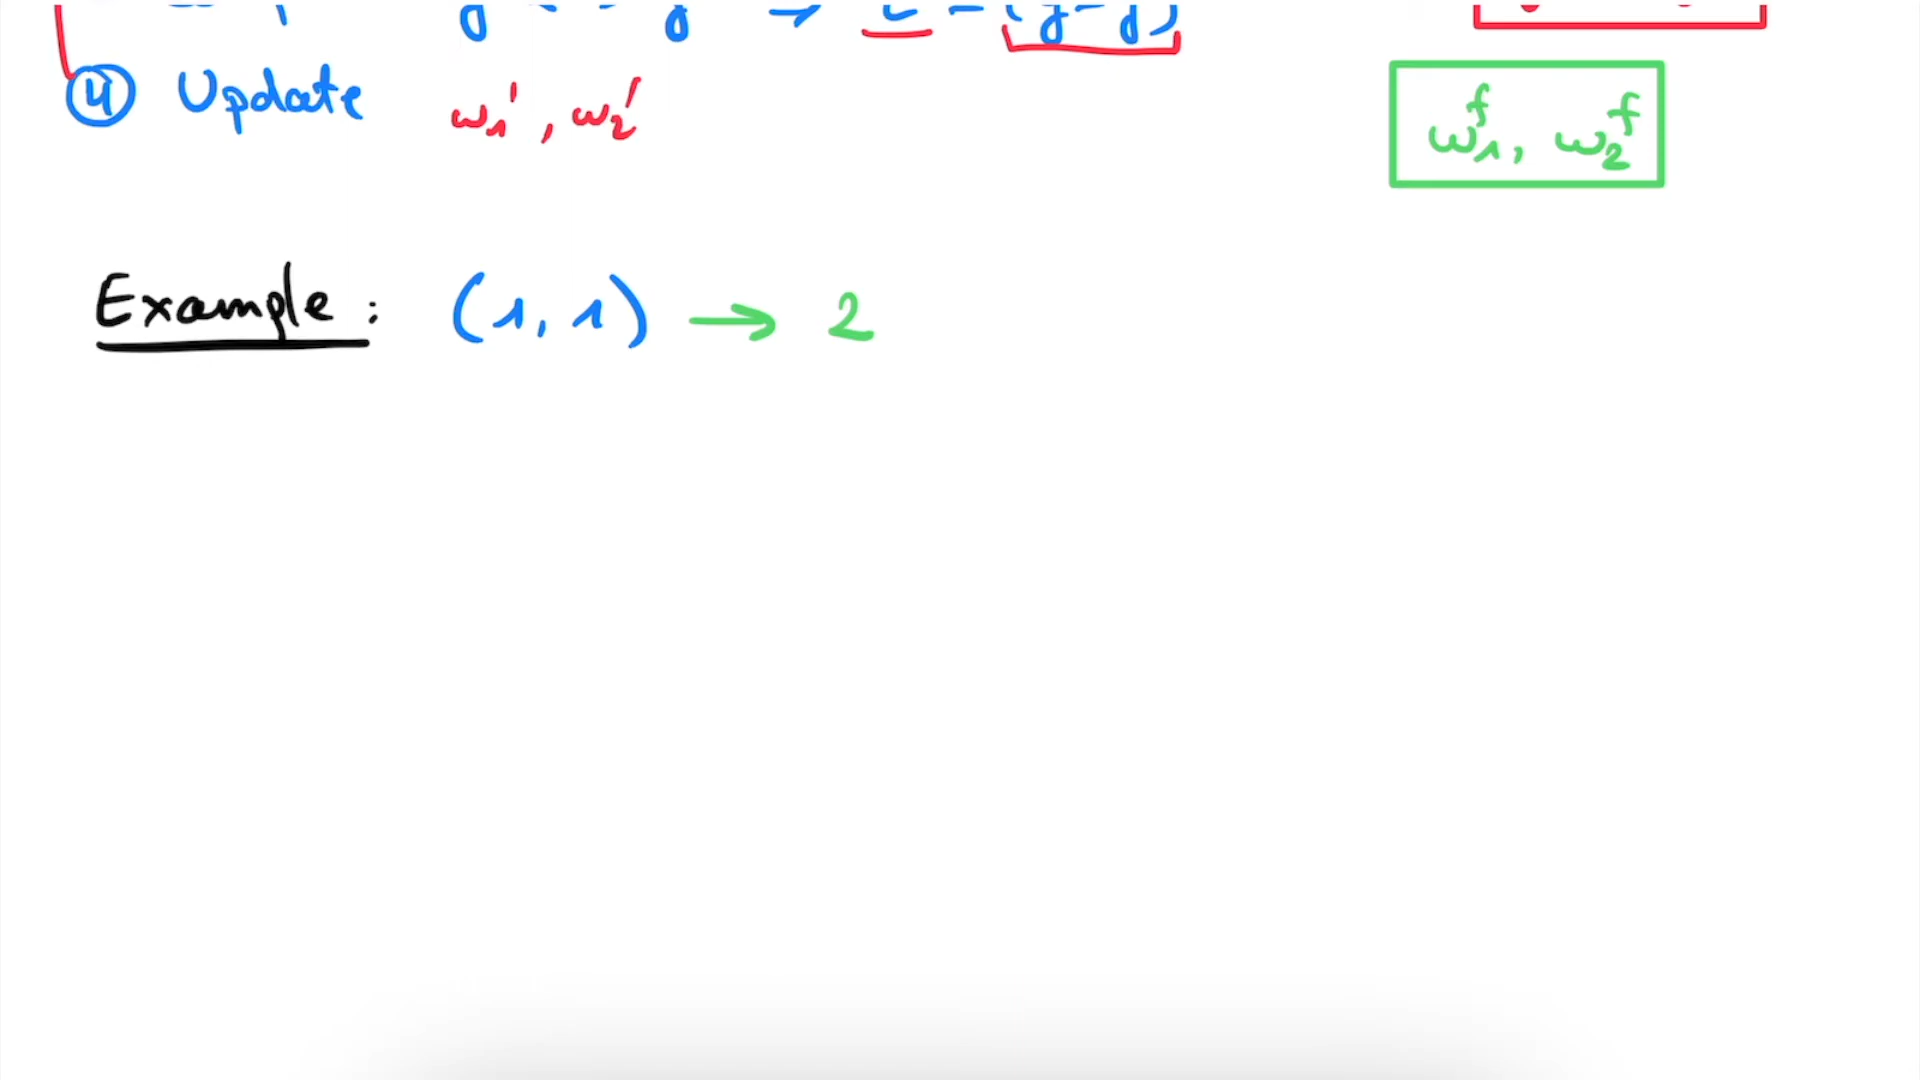 ④ Update w₁', w₂'
w₁ᶠ, w₂ᶠ
Example: (1, 1) → 2